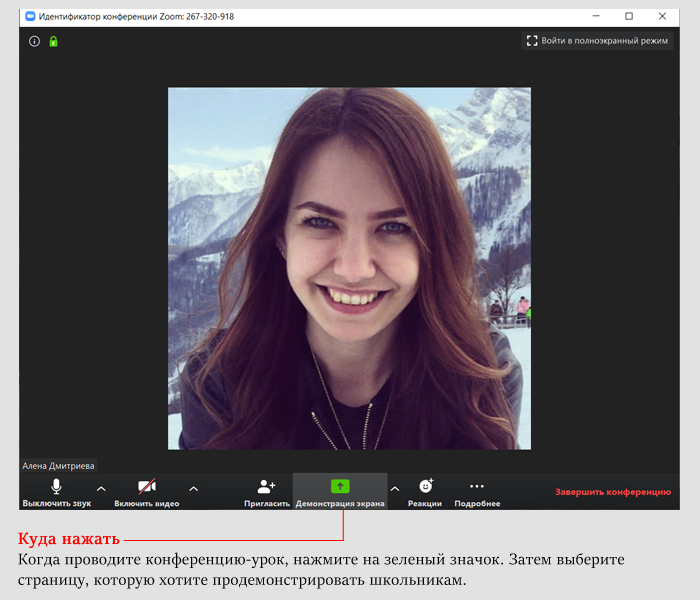 Идентификатор конференции Zoom: 267-320-918
Войти в полноэкранный режим
Алена Дмитриева
Выключить звук
Включить видео
Пригласить
Демонстрация экрана
Реакции
Подробнее
Завершить конференцию
Куда нажать
Когда проводите конференцию-урок, нажмите на зеленый значок. Затем выберите
страницу, которую хотите продемонстрировать школьникам.